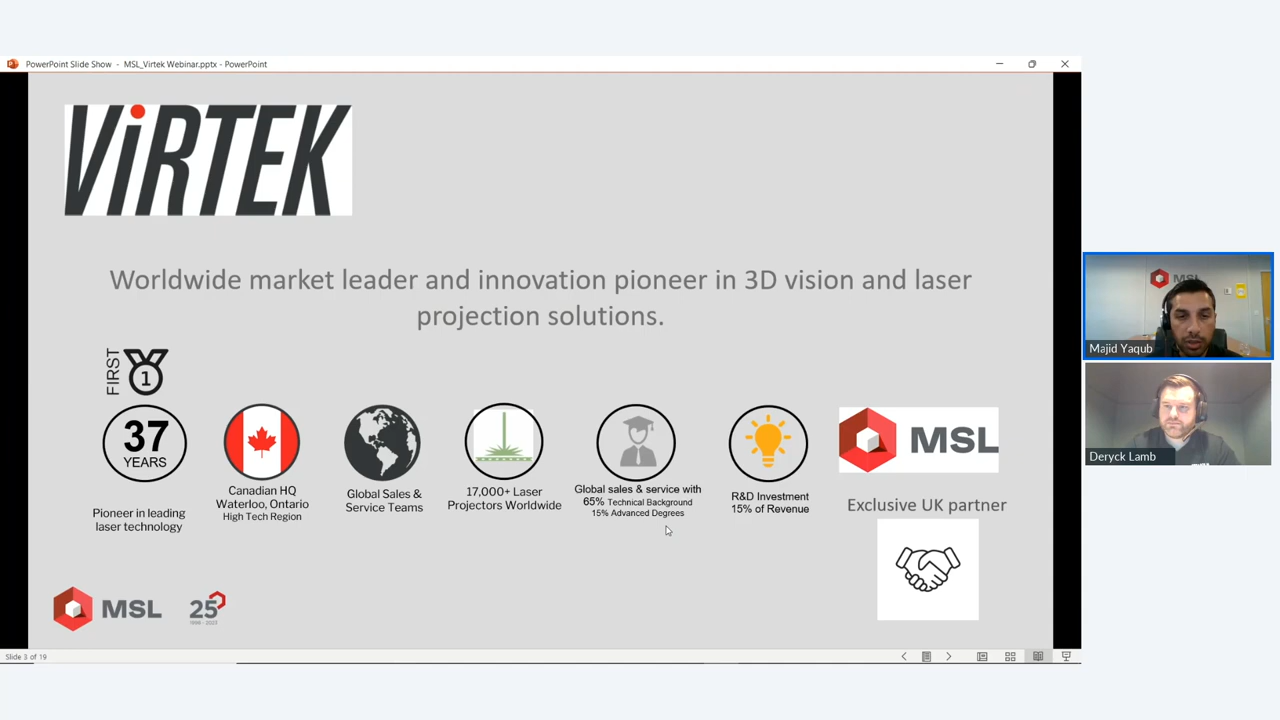 PowerPoint Slide Show - MSL_Virtek Webinar.pptx - PowerPoint
ViRTEK
Worldwide market leader and innovation pioneer in 3D vision and laser
projection solutions.
FIRST
1
37
YEARS
Pioneer in leading
laser technology
Canadian HQ
Waterloo, Ontario
High Tech Region
Global Sales &
Service Teams
17,000+ Laser
Projectors Worldwide
Global sales & service with
65% Technical Background
15% Advanced Degrees
R&D Investment
15% of Revenue
MSL
Exclusive UK partner
MSL
25
Slide 3 of 19
MSL
Majid Yaqub
Deryck Lamb